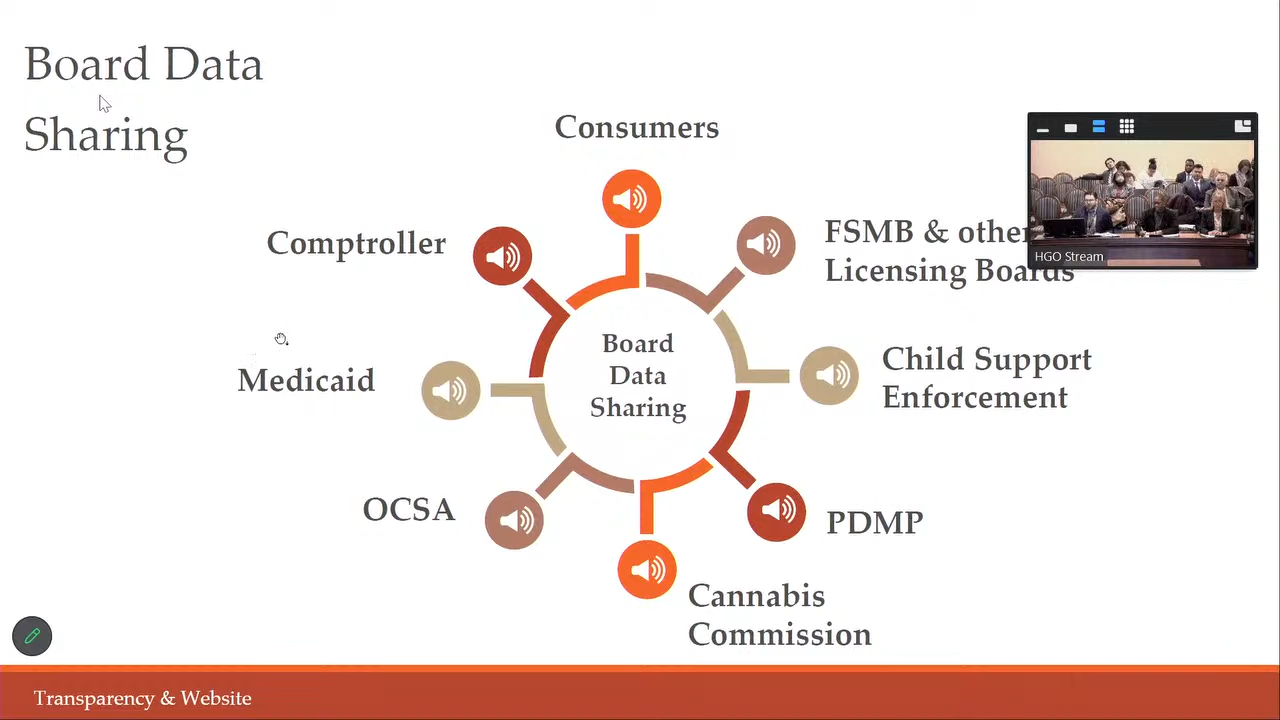 Board Data
Sharing
Consumers
Comptroller
FSMB & other
Licensing Boards
HGO Stream
Board
Data
Sharing
Child Support
Enforcement
Medicaid
OCSA
PDMP
Cannabis
Commission
Transparency & Website